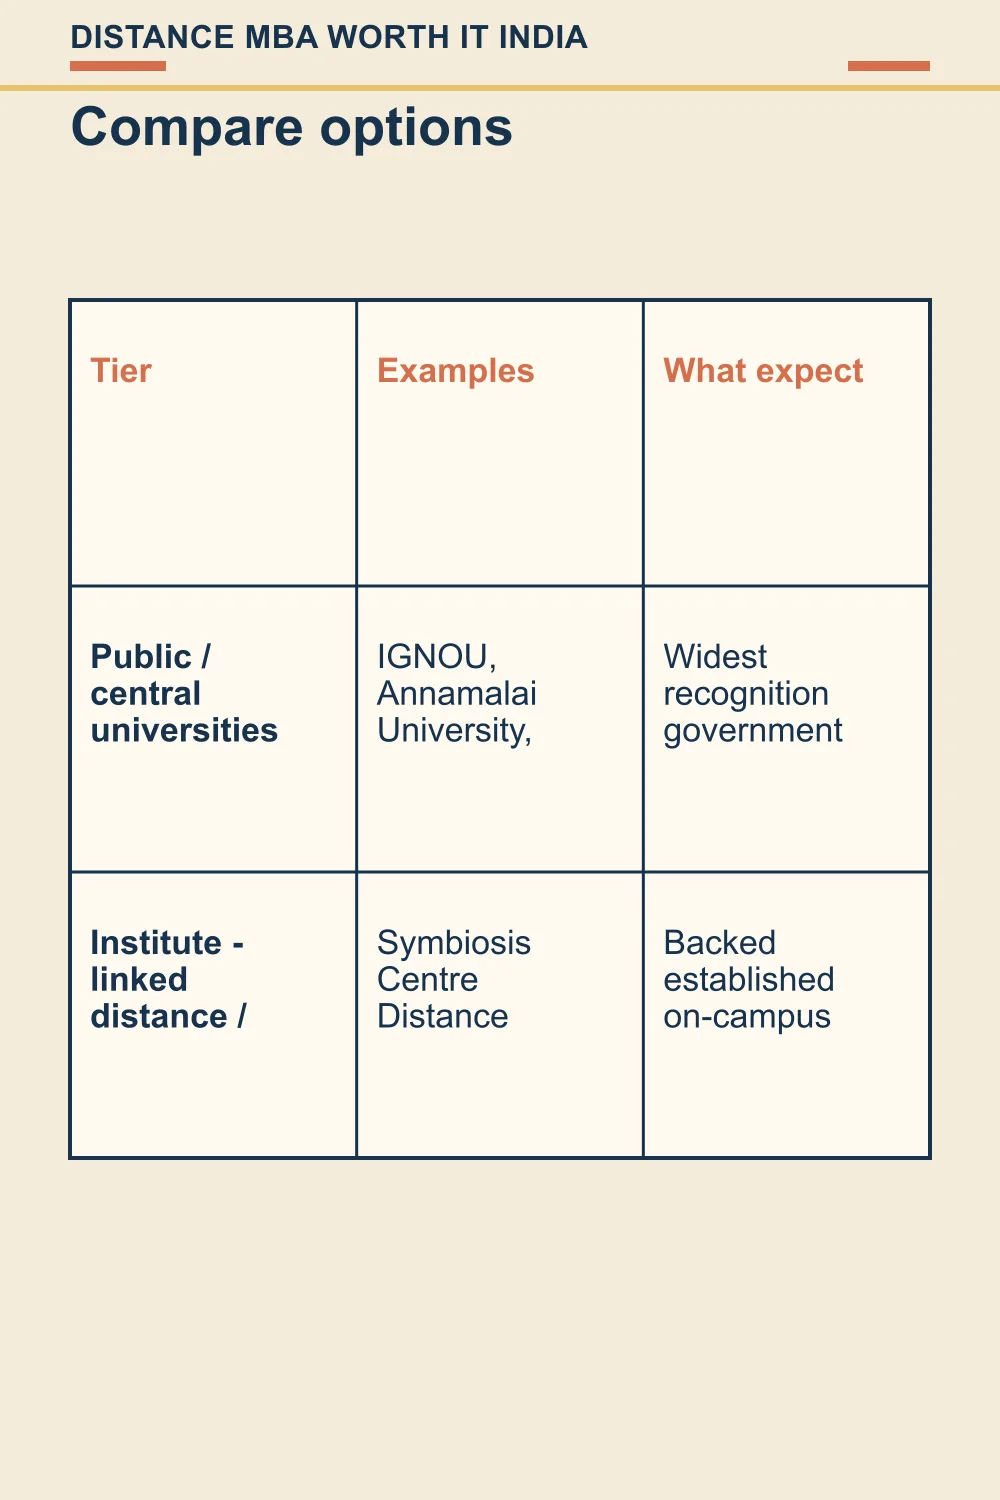 DISTANCE MBA WORTH IT INDIA
Compare options
Tier
Examples
What expect
Public /
central
universities
IGNOU,
Annamalai
University,
Widest
recognition
government
Institute -
linked
distance /
Symbiosis
Centre
Distance
Backed
established
on-campus